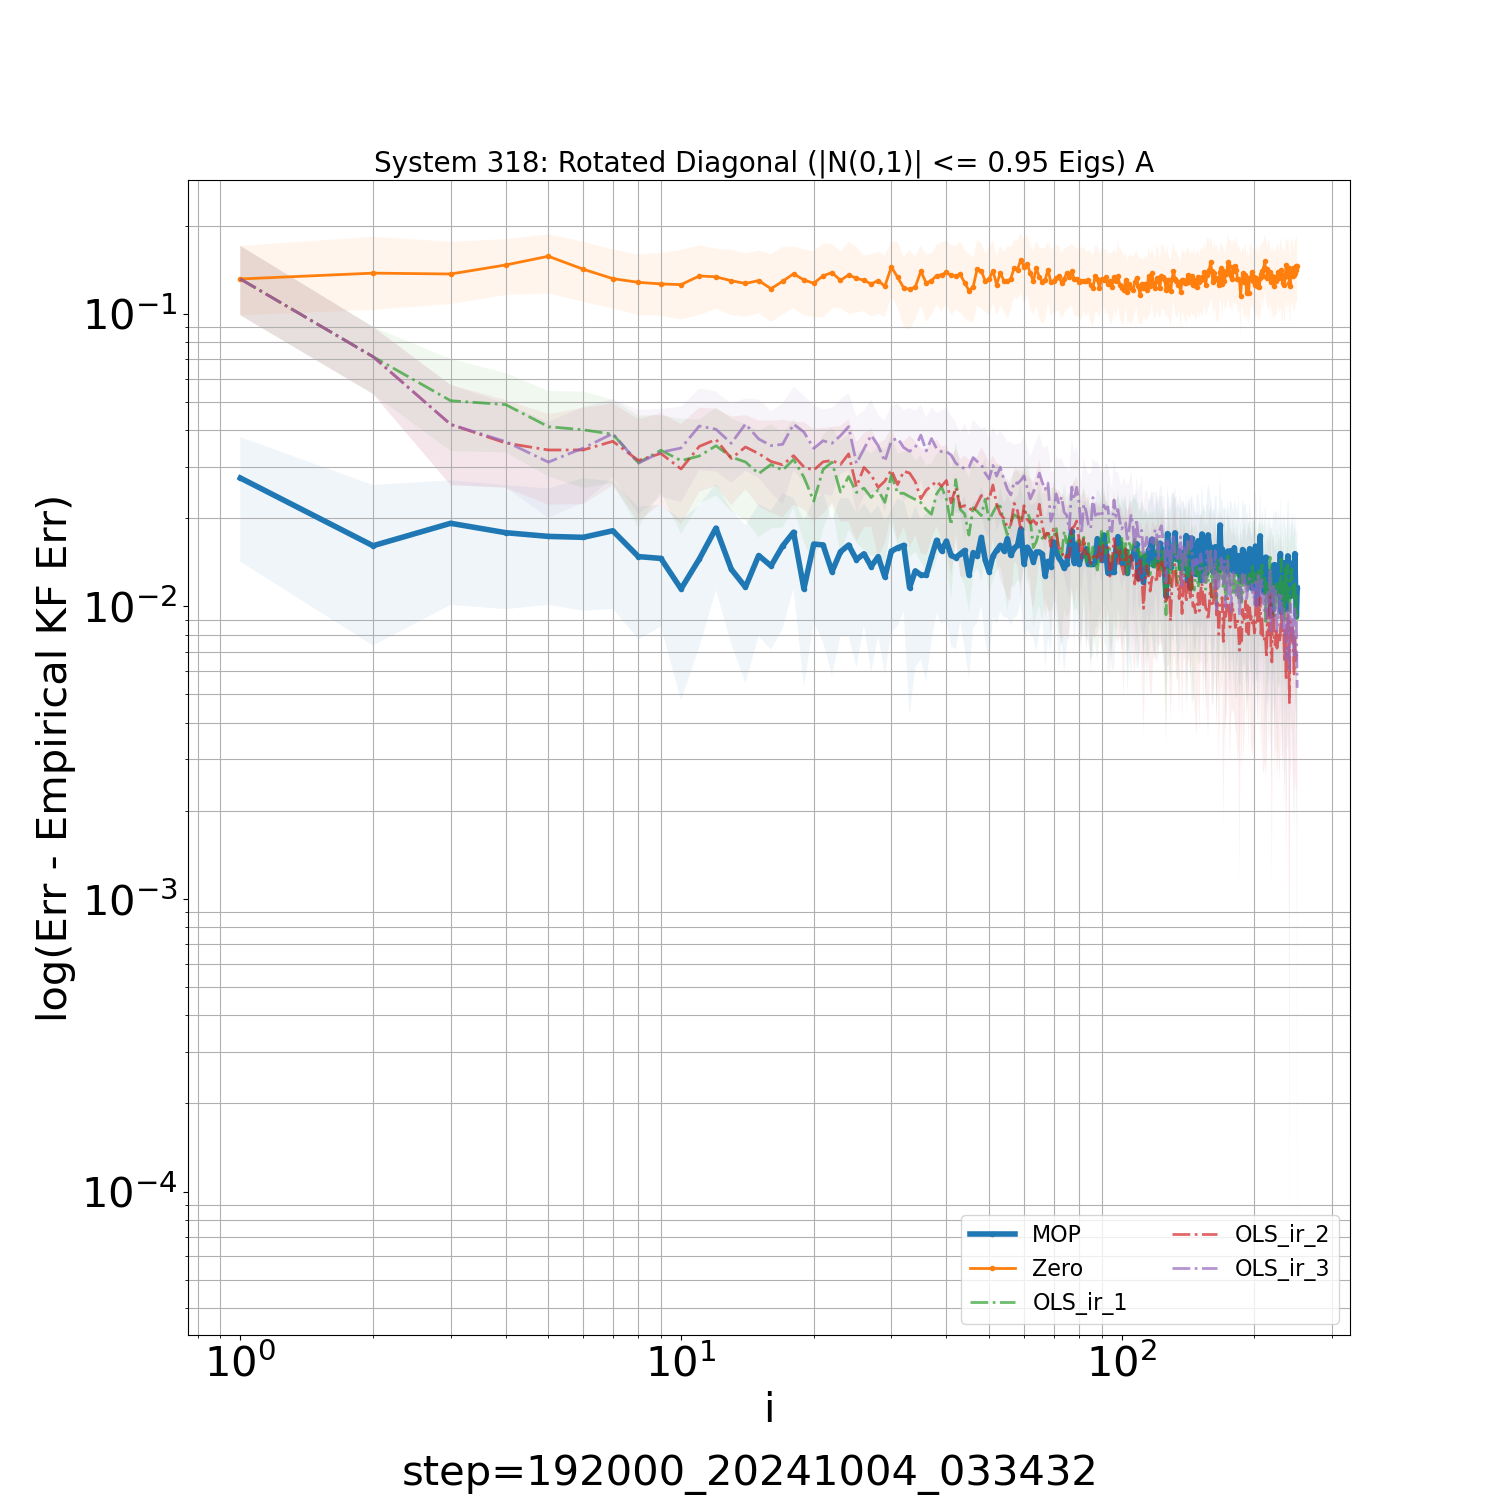 System 318: Rotated Diagonal (|N(0,1)| <= 0.95 Eigs) A
log(Err - Empirical KF Err)
10⁻¹
10⁻²
10⁻³
10⁻⁴
MOP
Zero
OLS_ir_1
OLS_ir_2
OLS_ir_3
10⁰
10¹
10²
i
step=192000_20241004_033432